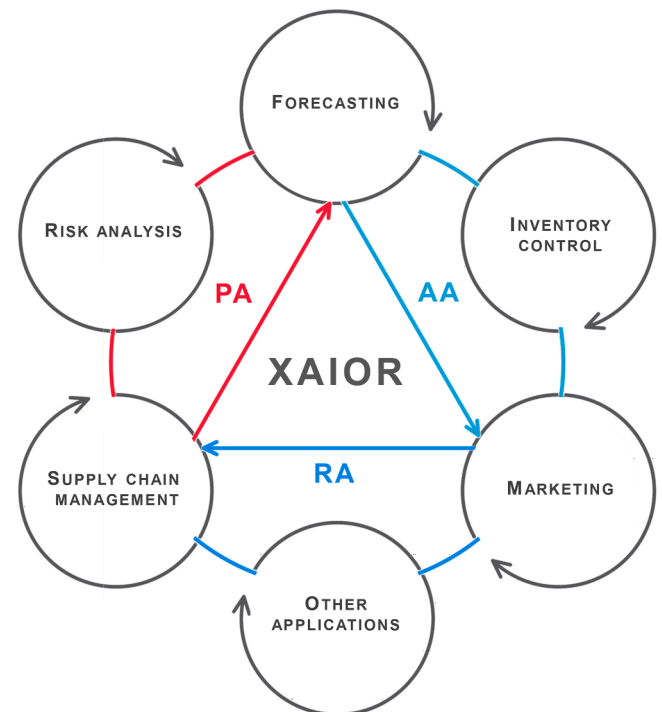 FORECASTING
RISK ANALYSIS
INVENTORY
CONTROL
PA
AA
XAIOR
RA
SUPPLY CHAIN
MANAGEMENT
MARKETING
OTHER
APPLICATIONS